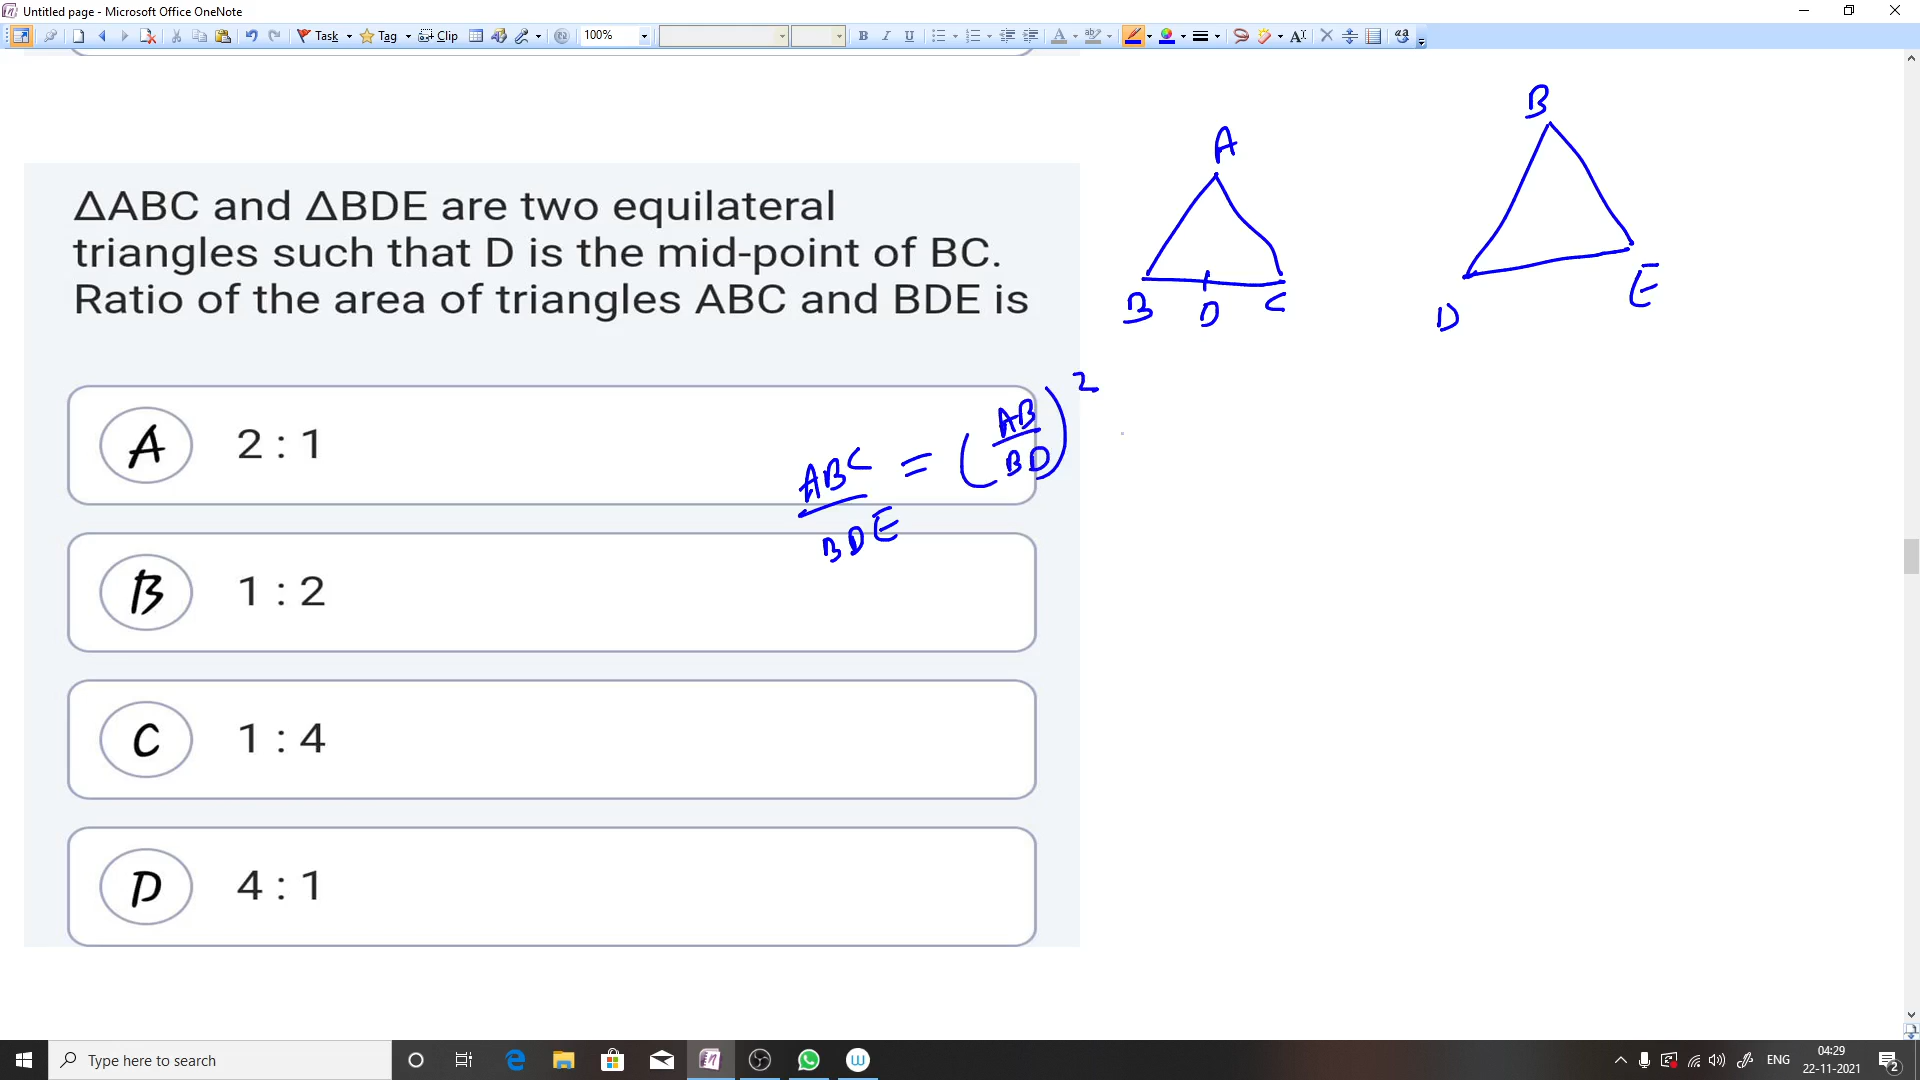 Untitled page - Microsoft Office OneNote
Task Tag Clip 100%
ΔABC and ΔBDE are two equilateral
triangles such that D is the mid-point of BC.
Ratio of the area of triangles ABC and BDE is
A 2 : 1
B 1 : 2
C 1 : 4
D 4 : 1
ABC/BDE = (AB/BD)²
A
B D C
B
D E
Type here to search
ENG 04:29
22-11-2021
2